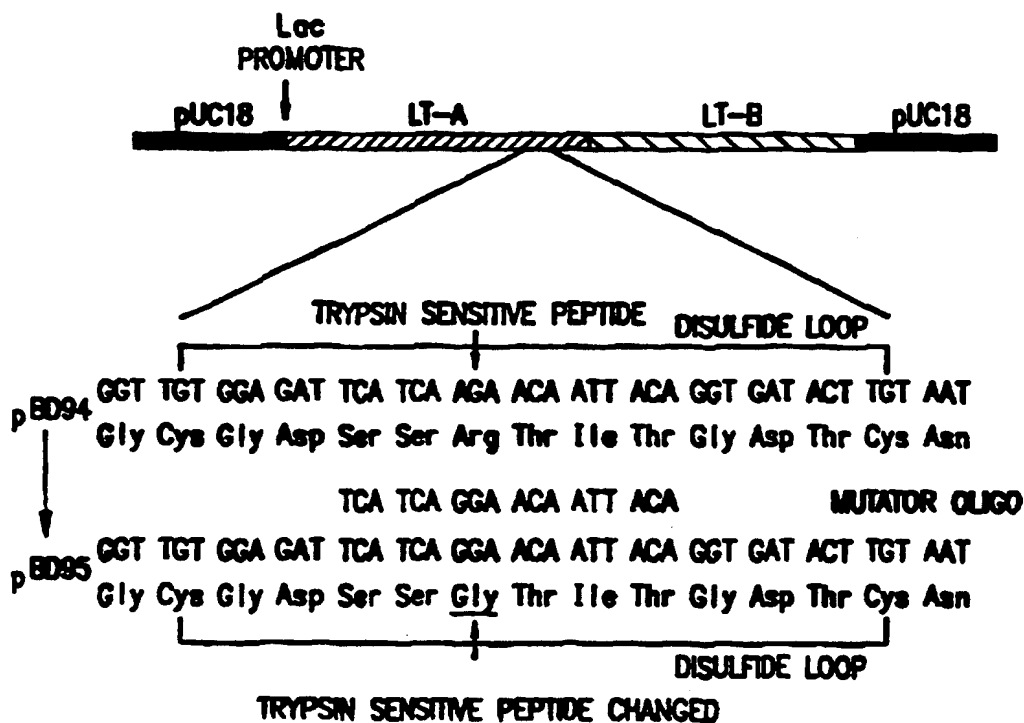 Lac
PROMOTER
pUC18 LT-A LT-B pUC18
TRYPSIN SENSITIVE PEPTIDE
DISULFIDE LOOP
pBD94
GGT TGT GGA GAT TCA TCA AGA ACA ATT ACA GGT GAT ACT TGT AAT
Gly Cys Gly Asp Ser Ser Arg Thr Ile Thr Gly Asp Thr Cys Asn
TCA TCA GGA ACA ATT ACA MUTATOR OLIGO
pBD95
GGT TGT GGA GAT TCA TCA GGA ACA ATT ACA GGT GAT ACT TGT AAT
Gly Cys Gly Asp Ser Ser Gly Thr Ile Thr Gly Asp Thr Cys Asn
DISULFIDE LOOP
TRYPSIN SENSITIVE PEPTIDE CHANGED